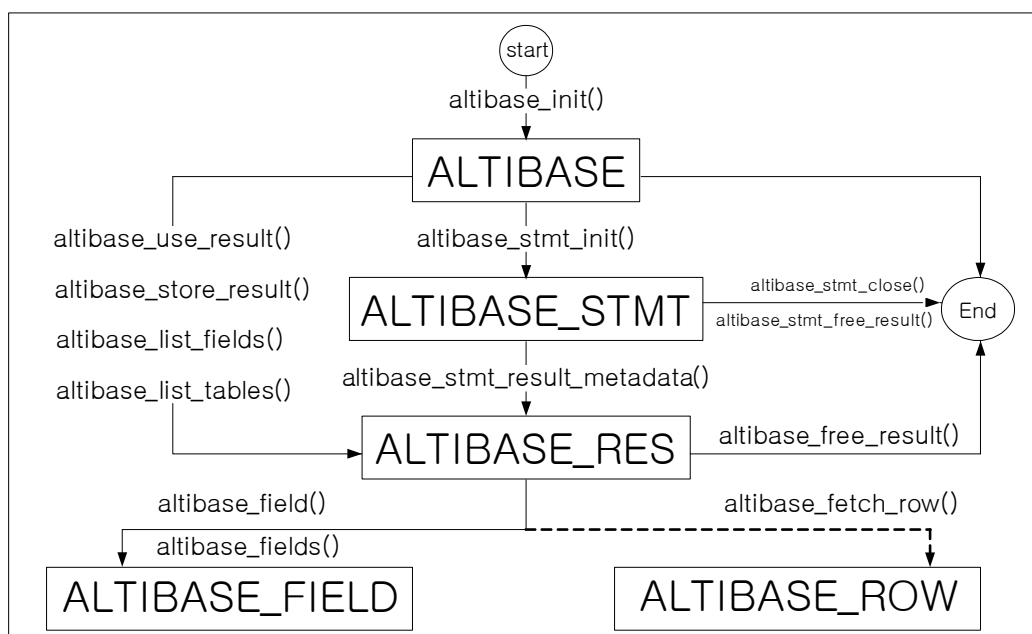 start
altibase_init()
ALTIBASE
altibase_use_result()
altibase_stmt_init()
altibase_store_result()
altibase_stmt_close()
ALTIBASE_STMT
End
altibase_stmt_free_result()
altibase_list_fields()
altibase_stmt_result_metadata()
altibase_list_tables()
ALTIBASE_RES
altibase_free_result()
altibase_field()
altibase_fetch_row()
altibase_fields()
ALTIBASE_FIELD
ALTIBASE_ROW